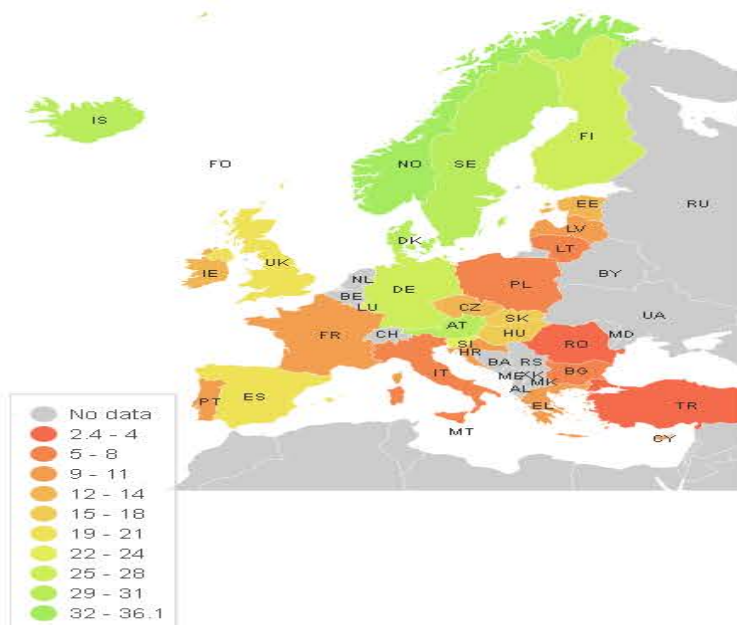 IS
FI
FO
NO
SE
RU
EE
LV
DK
LT
IE
UK
NL
BY
BE
DE
PL
LU
CZ
UA
SK
FR
CH
AT
HU
MD
SI
RO
HR
BA
RS
IT
ME
XK
BG
MK
AL
PT
ES
EL
TR
MT
CY
No data
2.4 - 4
5 - 8
9 - 11
12 - 14
15 - 18
19 - 21
22 - 24
25 - 28
29 - 31
32 - 36.1